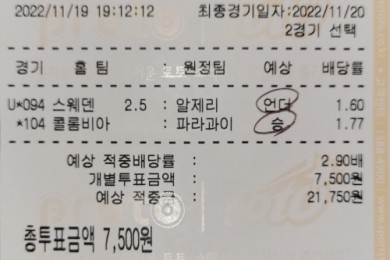 2022/11/19 19:12:12 최종경기일자:2022/11/20
2경기 선택
경기 홈팀 : 원정팀 예상 배당률
U*094 스웨덴 2.5 : 알제리 언더 1.60
*104 콜롬비아 : 파라과이 승 1.77
예상 적중배당률 : 2.90배
개별투표금액 : 7,500원
예상 적중금 : 21,750원
총투표금액 7,500원